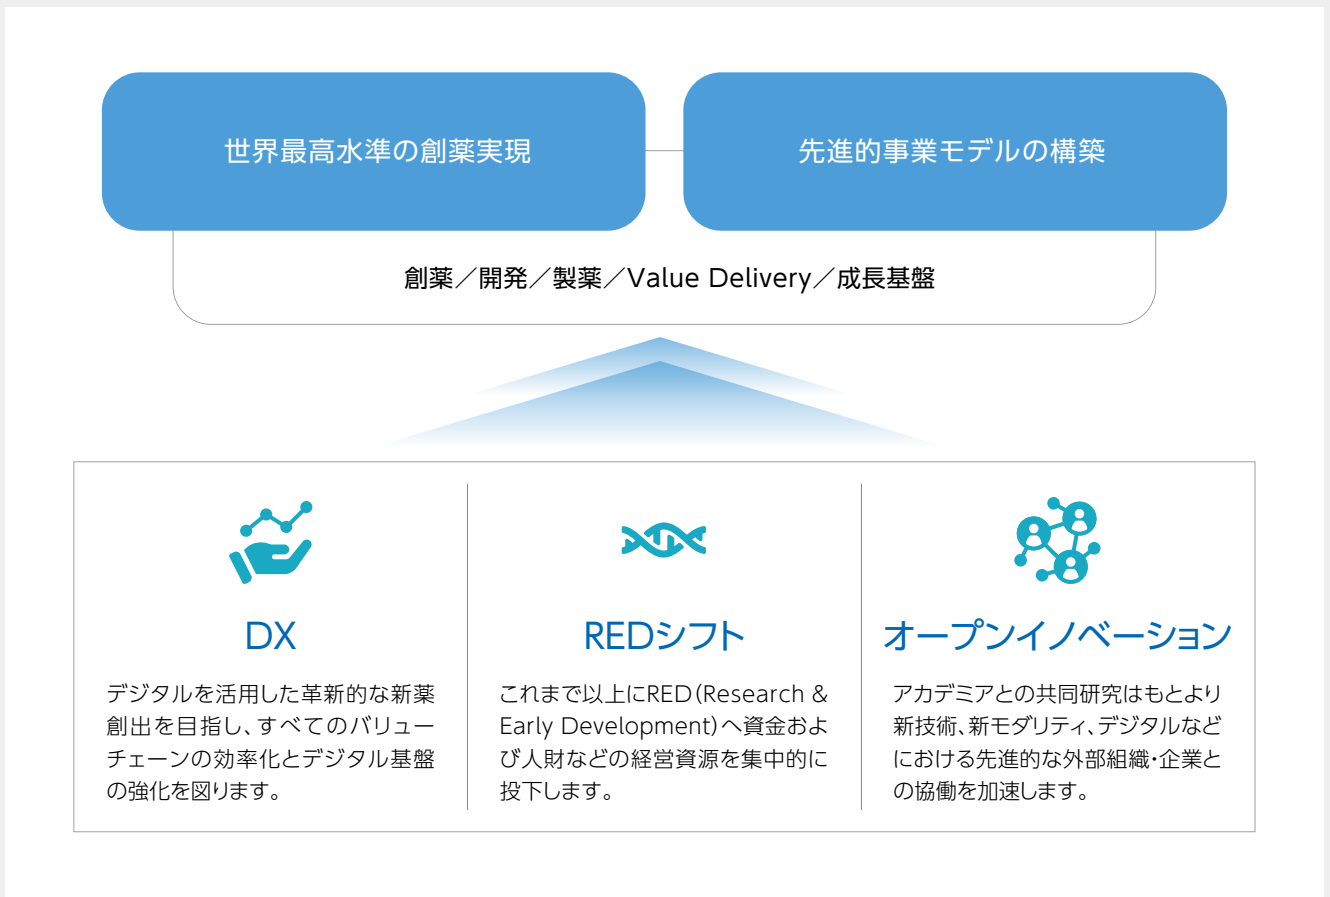 世界最高水準の創薬実現
先進的事業モデルの構築
創薬／開発／製薬／Value Delivery／成長基盤
DX
デジタルを活用した革新的な新薬
創出を目指し、すべてのバリュー
チェーンの効率化とデジタル基盤
の強化を図ります。
REDシフト
これまで以上にRED(Research &
Early Development)へ資金およ
び人財などの経営資源を集中的に
投下します。
オープンイノベーション
アカデミアとの共同研究はもとより
新技術、新モダリティ、デジタルなど
における先進的な外部組織・企業と
の協働を加速します。